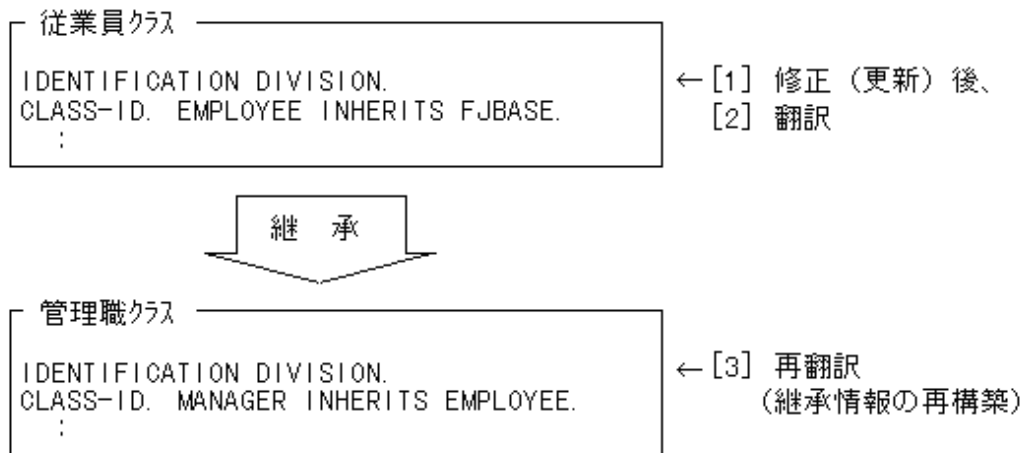 従業員ｸﾗｽ
IDENTIFICATION DIVISION.
CLASS-ID. EMPLOYEE INHERITS FJBASE.
:
←[1] 修正（更新）後、
[2] 翻訳
継 承
管理職ｸﾗｽ
IDENTIFICATION DIVISION.
CLASS-ID. MANAGER INHERITS EMPLOYEE.
:
←[3] 再翻訳
（継承情報の再構築）